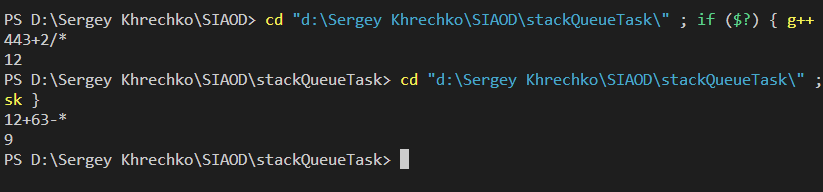 PS D:\Sergey Khrechko\SIAOD> cd "d:\Sergey Khrechko\SIAOD\stackQueueTask\" ; if ($?) { g++
443+2/*
12
PS D:\Sergey Khrechko\SIAOD\stackQueueTask> cd "d:\Sergey Khrechko\SIAOD\stackQueueTask\" ;
sk }
12+63-*
9
PS D:\Sergey Khrechko\SIAOD\stackQueueTask>